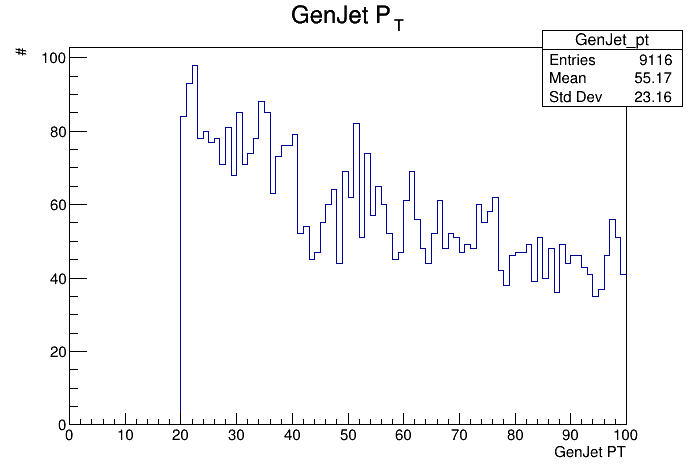 GenJet P_T
GenJet_pt
Entries 9116
Mean 55.17
Std Dev 23.16
#
100
80
60
40
20
0
0 10 20 30 40 50 60 70 80 90 100
GenJet PT